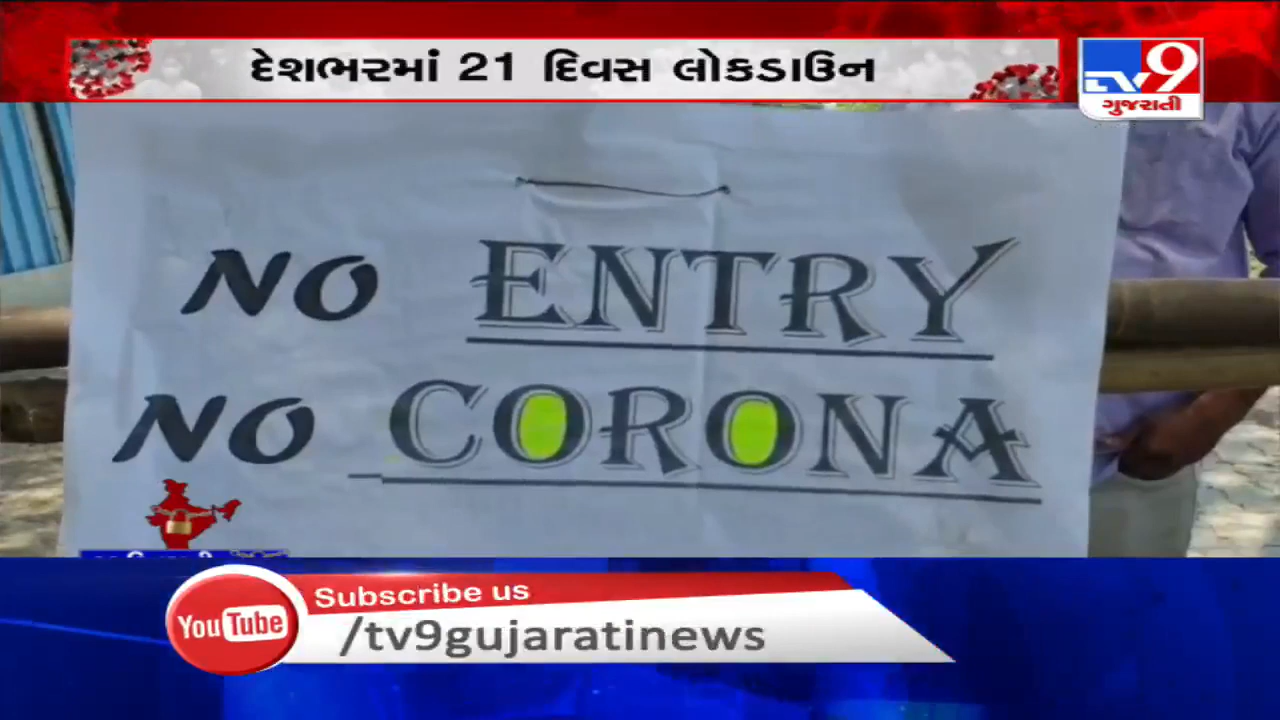 દેશભરમાં 21 દિવસ લોકડાઉન
tv9
ગુજરાતી
NO ENTRY
NO CORONA
YouTube
Subscribe us
/tv9gujaratinews